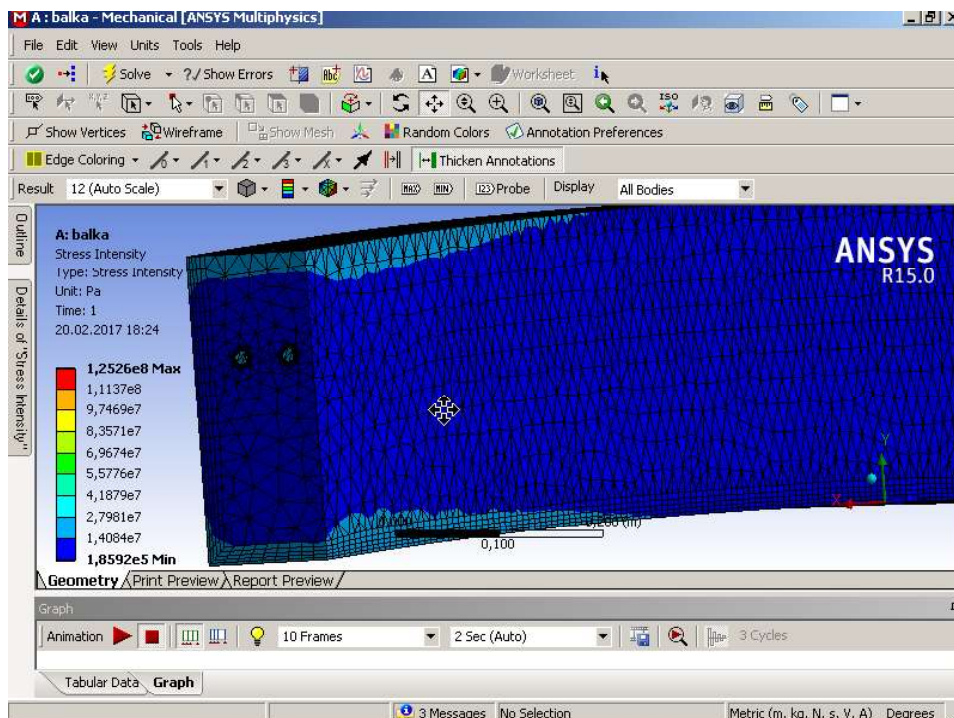 A : balka - Mechanical [ANSYS Multiphysics]
File Edit View Units Tools Help
Solve ?/ Show Errors Worksheet
ISO
Show Vertices Wireframe Show Mesh Random Colors Annotation Preferences
Edge Coloring Thicken Annotations
Result 12 (Auto Scale) MAX MIN 123 Probe Display All Bodies
Outline
Details of "Stress Intensity"
A: balka
Stress Intensity
Type: Stress Intensity
Unit: Pa
Time: 1
20.02.2017 18:24
1,2526e8 Max
1,1137e8
9,7469e7
8,3571e7
6,9674e7
5,5776e7
4,1879e7
2,7981e7
1,4084e7
1,8592e5 Min
ANSYS
R15.0
Y
X
0,100
Geometry Print Preview Report Preview
Graph
Animation 10 Frames 2 Sec (Auto) 3 Cycles
Tabular Data Graph
3 Messages No Selection Metric (m, kg, N, s, V, A) Degrees